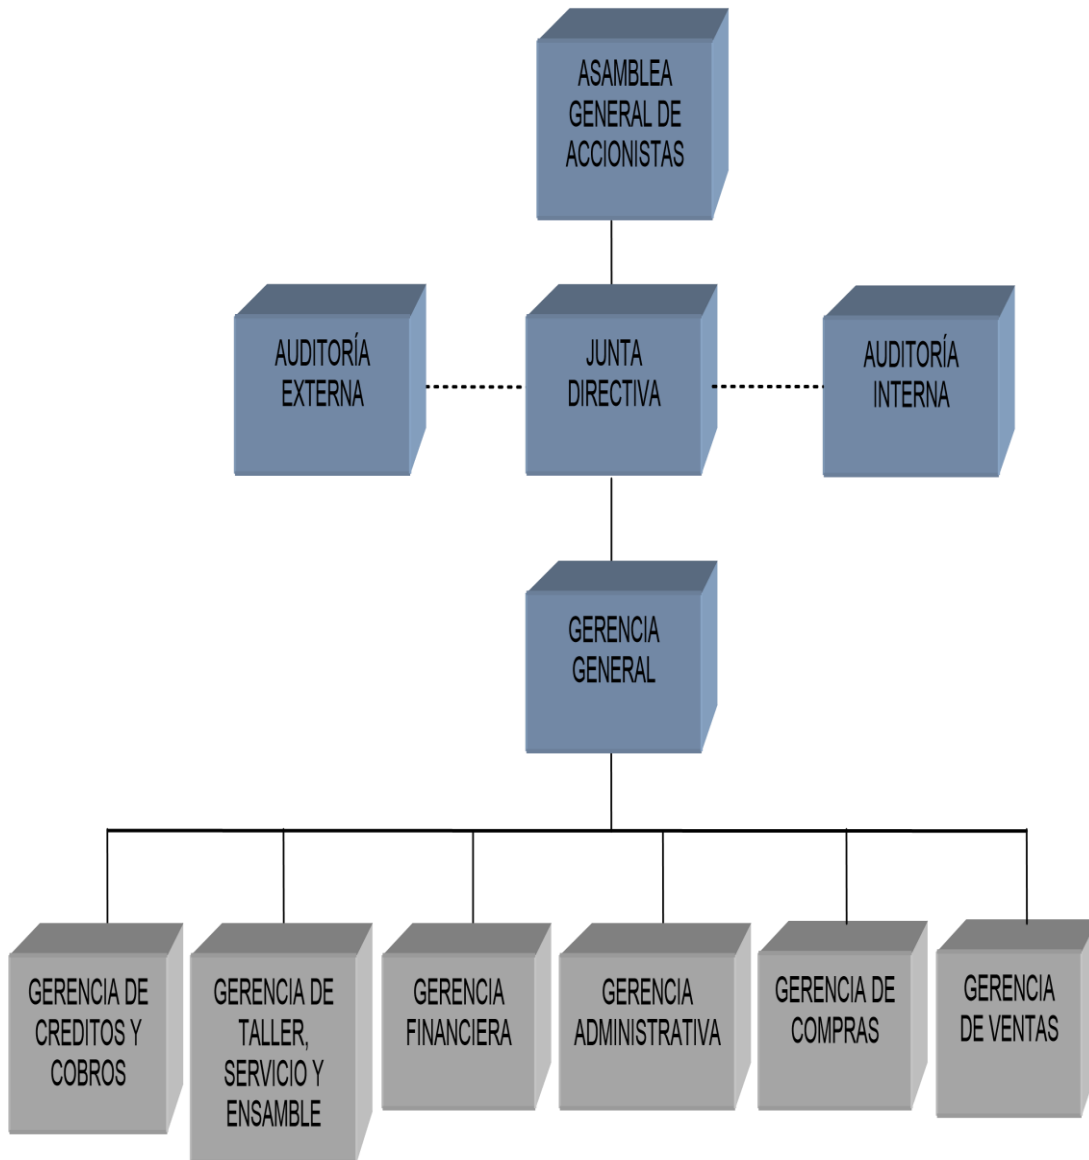 ASAMBLEA
GENERAL DE
ACCIONISTAS
AUDITORÍA
EXTERNA
JUNTA
DIRECTIVA
AUDITORÍA
INTERNA
GERENCIA
GENERAL
GERENCIA DE
CREDITOS Y
COBROS
GERENCIA DE
TALLER,
SERVICIO Y
ENSAMBLE
GERENCIA
FINANCIERA
GERENCIA
ADMINISTRATIVA
GERENCIA DE
COMPRAS
GERENCIA
DE VENTAS